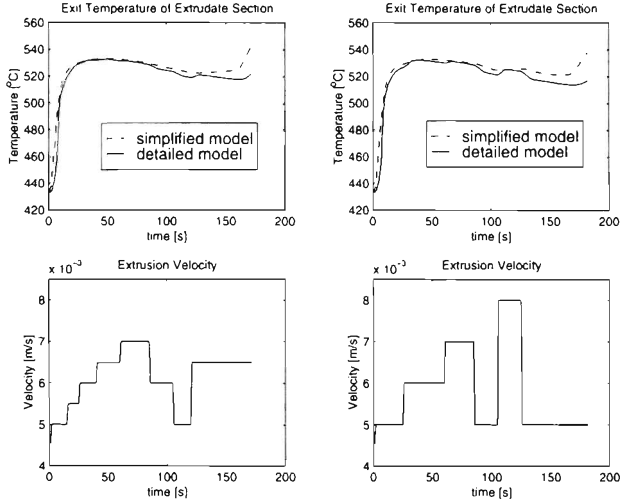 Exit Temperature of Extrudate Section
560
540
520
500
480
460
440
420
Temperature [°C]
simplified model
detailed model
0
50
100
150
200
time [s]
Exit Temperature of Extrudate Section
560
540
520
500
480
460
440
420
Temperature [°C]
simplified model
detailed model
0
50
100
150
200
time [s]
x 10⁻³
Extrusion Velocity
8
7
6
5
4
Velocity [m/s]
0
50
100
150
200
time [s]
x 10⁻³
Extrusion Velocity
8
7
6
5
4
Velocity [m/s]
0
50
100
150
200
time [s]